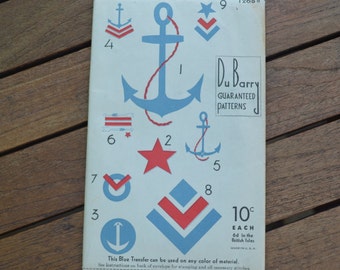 9
4
1
Du Barry
GUARANTEED
PATTERNS
6
2
5
7
8
3
10¢
EACH
6d in the
British Isles
This Blue Transfer can be used on any color of material.